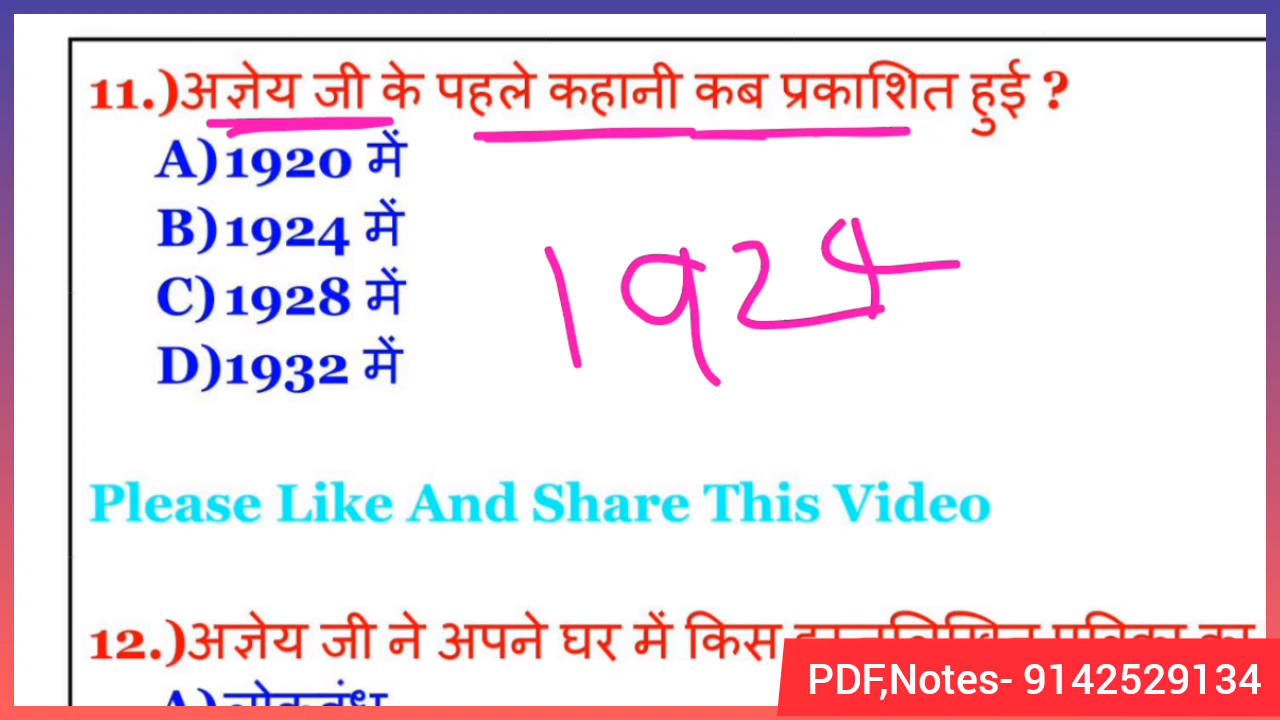 11.)अज्ञेय जी के पहले कहानी कब प्रकाशित हुई ?
A)1920 में
B)1924 में
C)1928 में
D)1932 में
1924
Please Like And Share This Video
12.)अज्ञेय जी ने अपने घर में किस
PDF,Notes- 9142529134